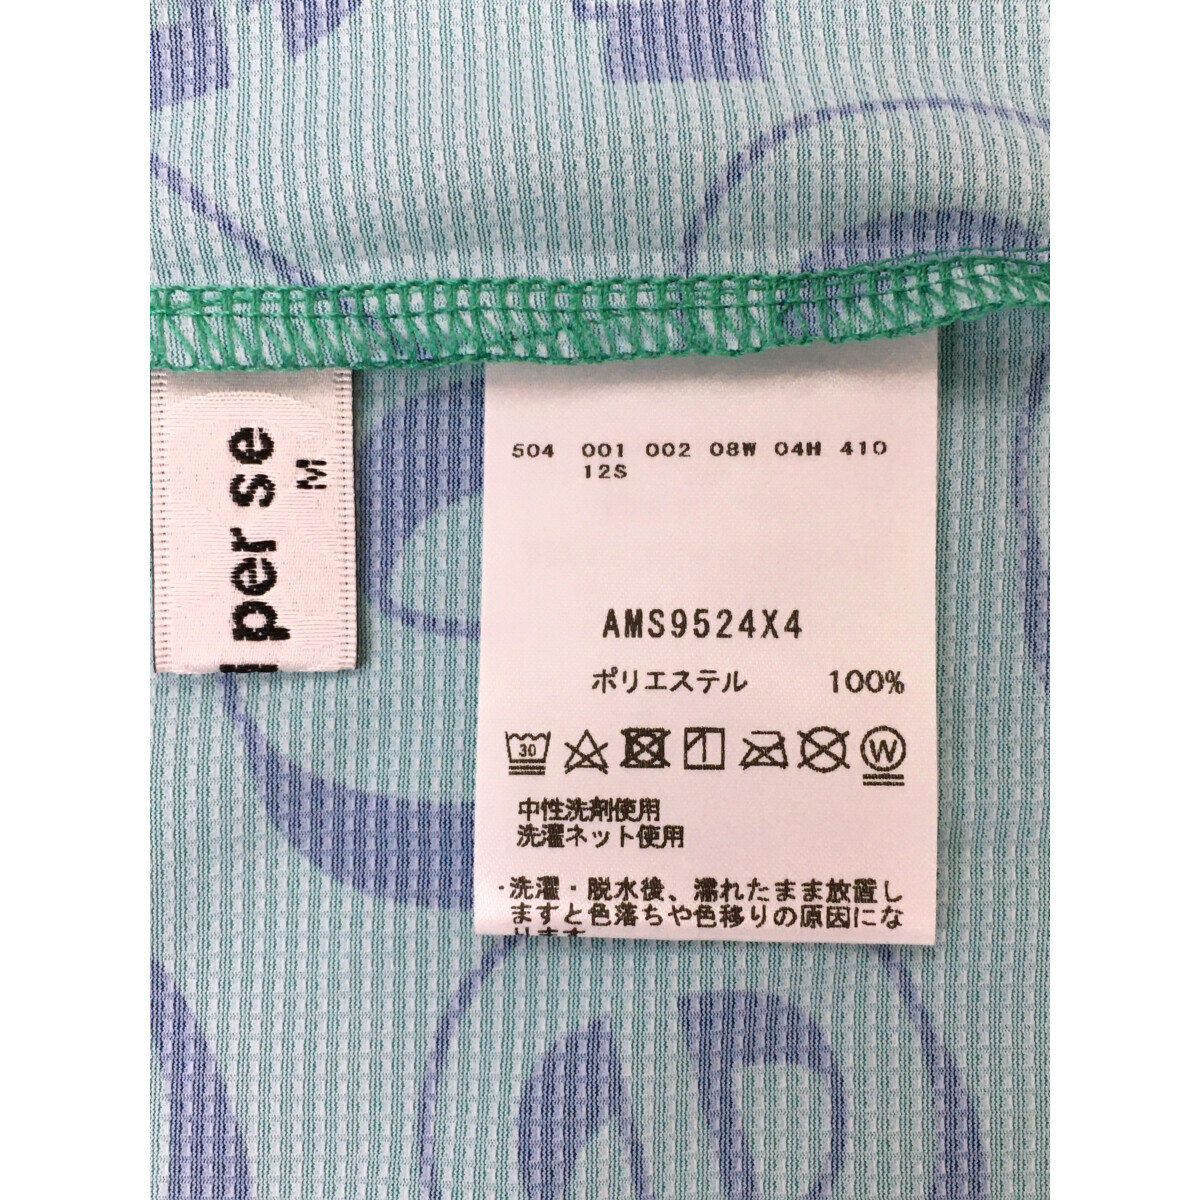 per se
M
504 001 002 08W 04H 410
12S
AMS9524X4
ポリエステル 100%
30
W
中性洗剤使用
洗濯ネット使用
・洗濯・脱水後、濡れたまま放置し
ますと色落ちや色移りの原因にな
ります